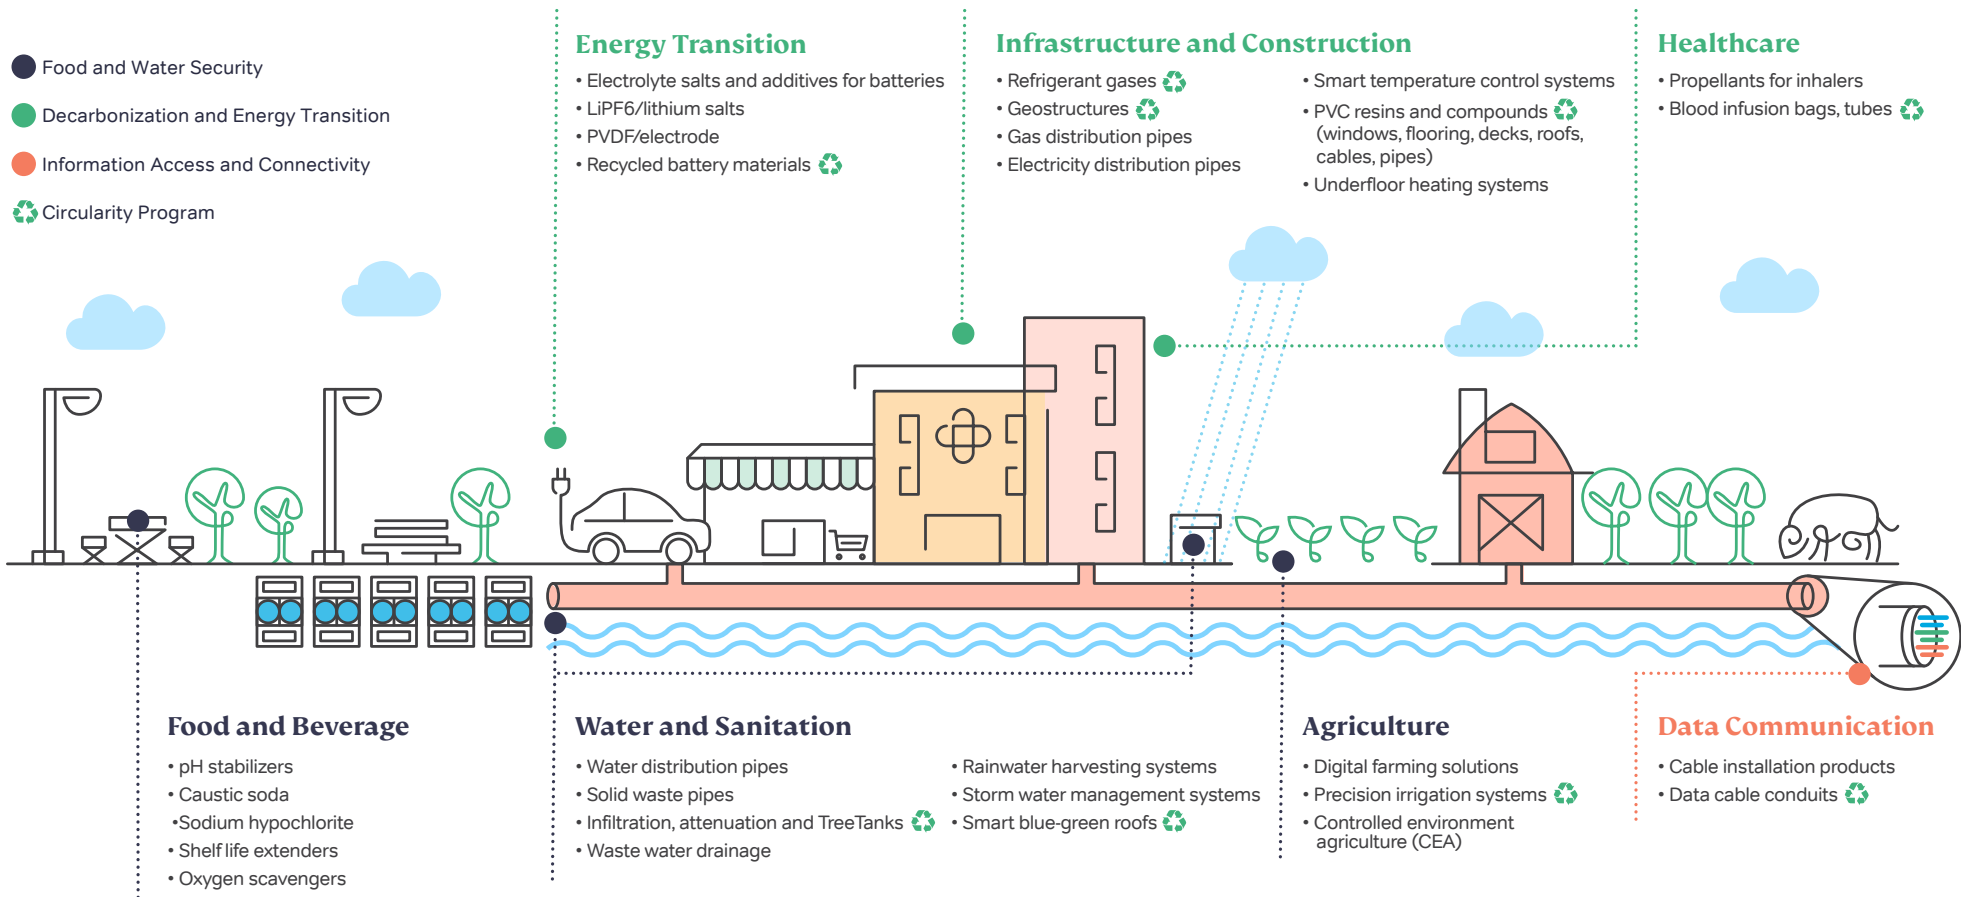 Food and Water Security
Decarbonization and Energy Transition
Information Access and Connectivity
Circularity Program
Energy Transition
• Electrolyte salts and additives for batteries
• LiPF6/lithium salts
• PVDF/electrode
• Recycled battery materials
Infrastructure and Construction
• Refrigerant gases
• Geostructures
• Gas distribution pipes
• Electricity distribution pipes
• Smart temperature control systems
• PVC resins and compounds
(windows, flooring, decks, roofs,
cables, pipes)
• Underfloor heating systems
Healthcare
• Propellants for inhalers
• Blood infusion bags, tubes
Food and Beverage
• pH stabilizers
• Caustic soda
•Sodium hypochlorite
• Shelf life extenders
• Oxygen scavengers
Water and Sanitation
• Water distribution pipes
• Solid waste pipes
• Infiltration, attenuation and TreeTanks
• Waste water drainage
• Rainwater harvesting systems
• Storm water management systems
• Smart blue-green roofs
Agriculture
• Digital farming solutions
• Precision irrigation systems
• Controlled environment
agriculture (CEA)
Data Communication
• Cable installation products
• Data cable conduits